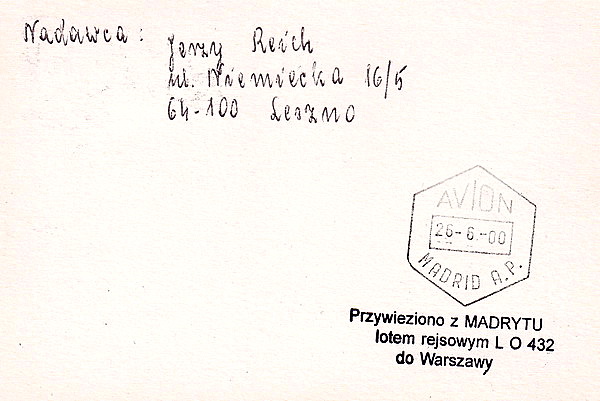 Nadawca: Jerzy Reich
ul. Niemiecka 16/5
64-100 Leszno
AVION
26-6.-00
MADRID A.P.
Przywieziono z MADRYTU
lotem rejsowym L O 432
do Warszawy